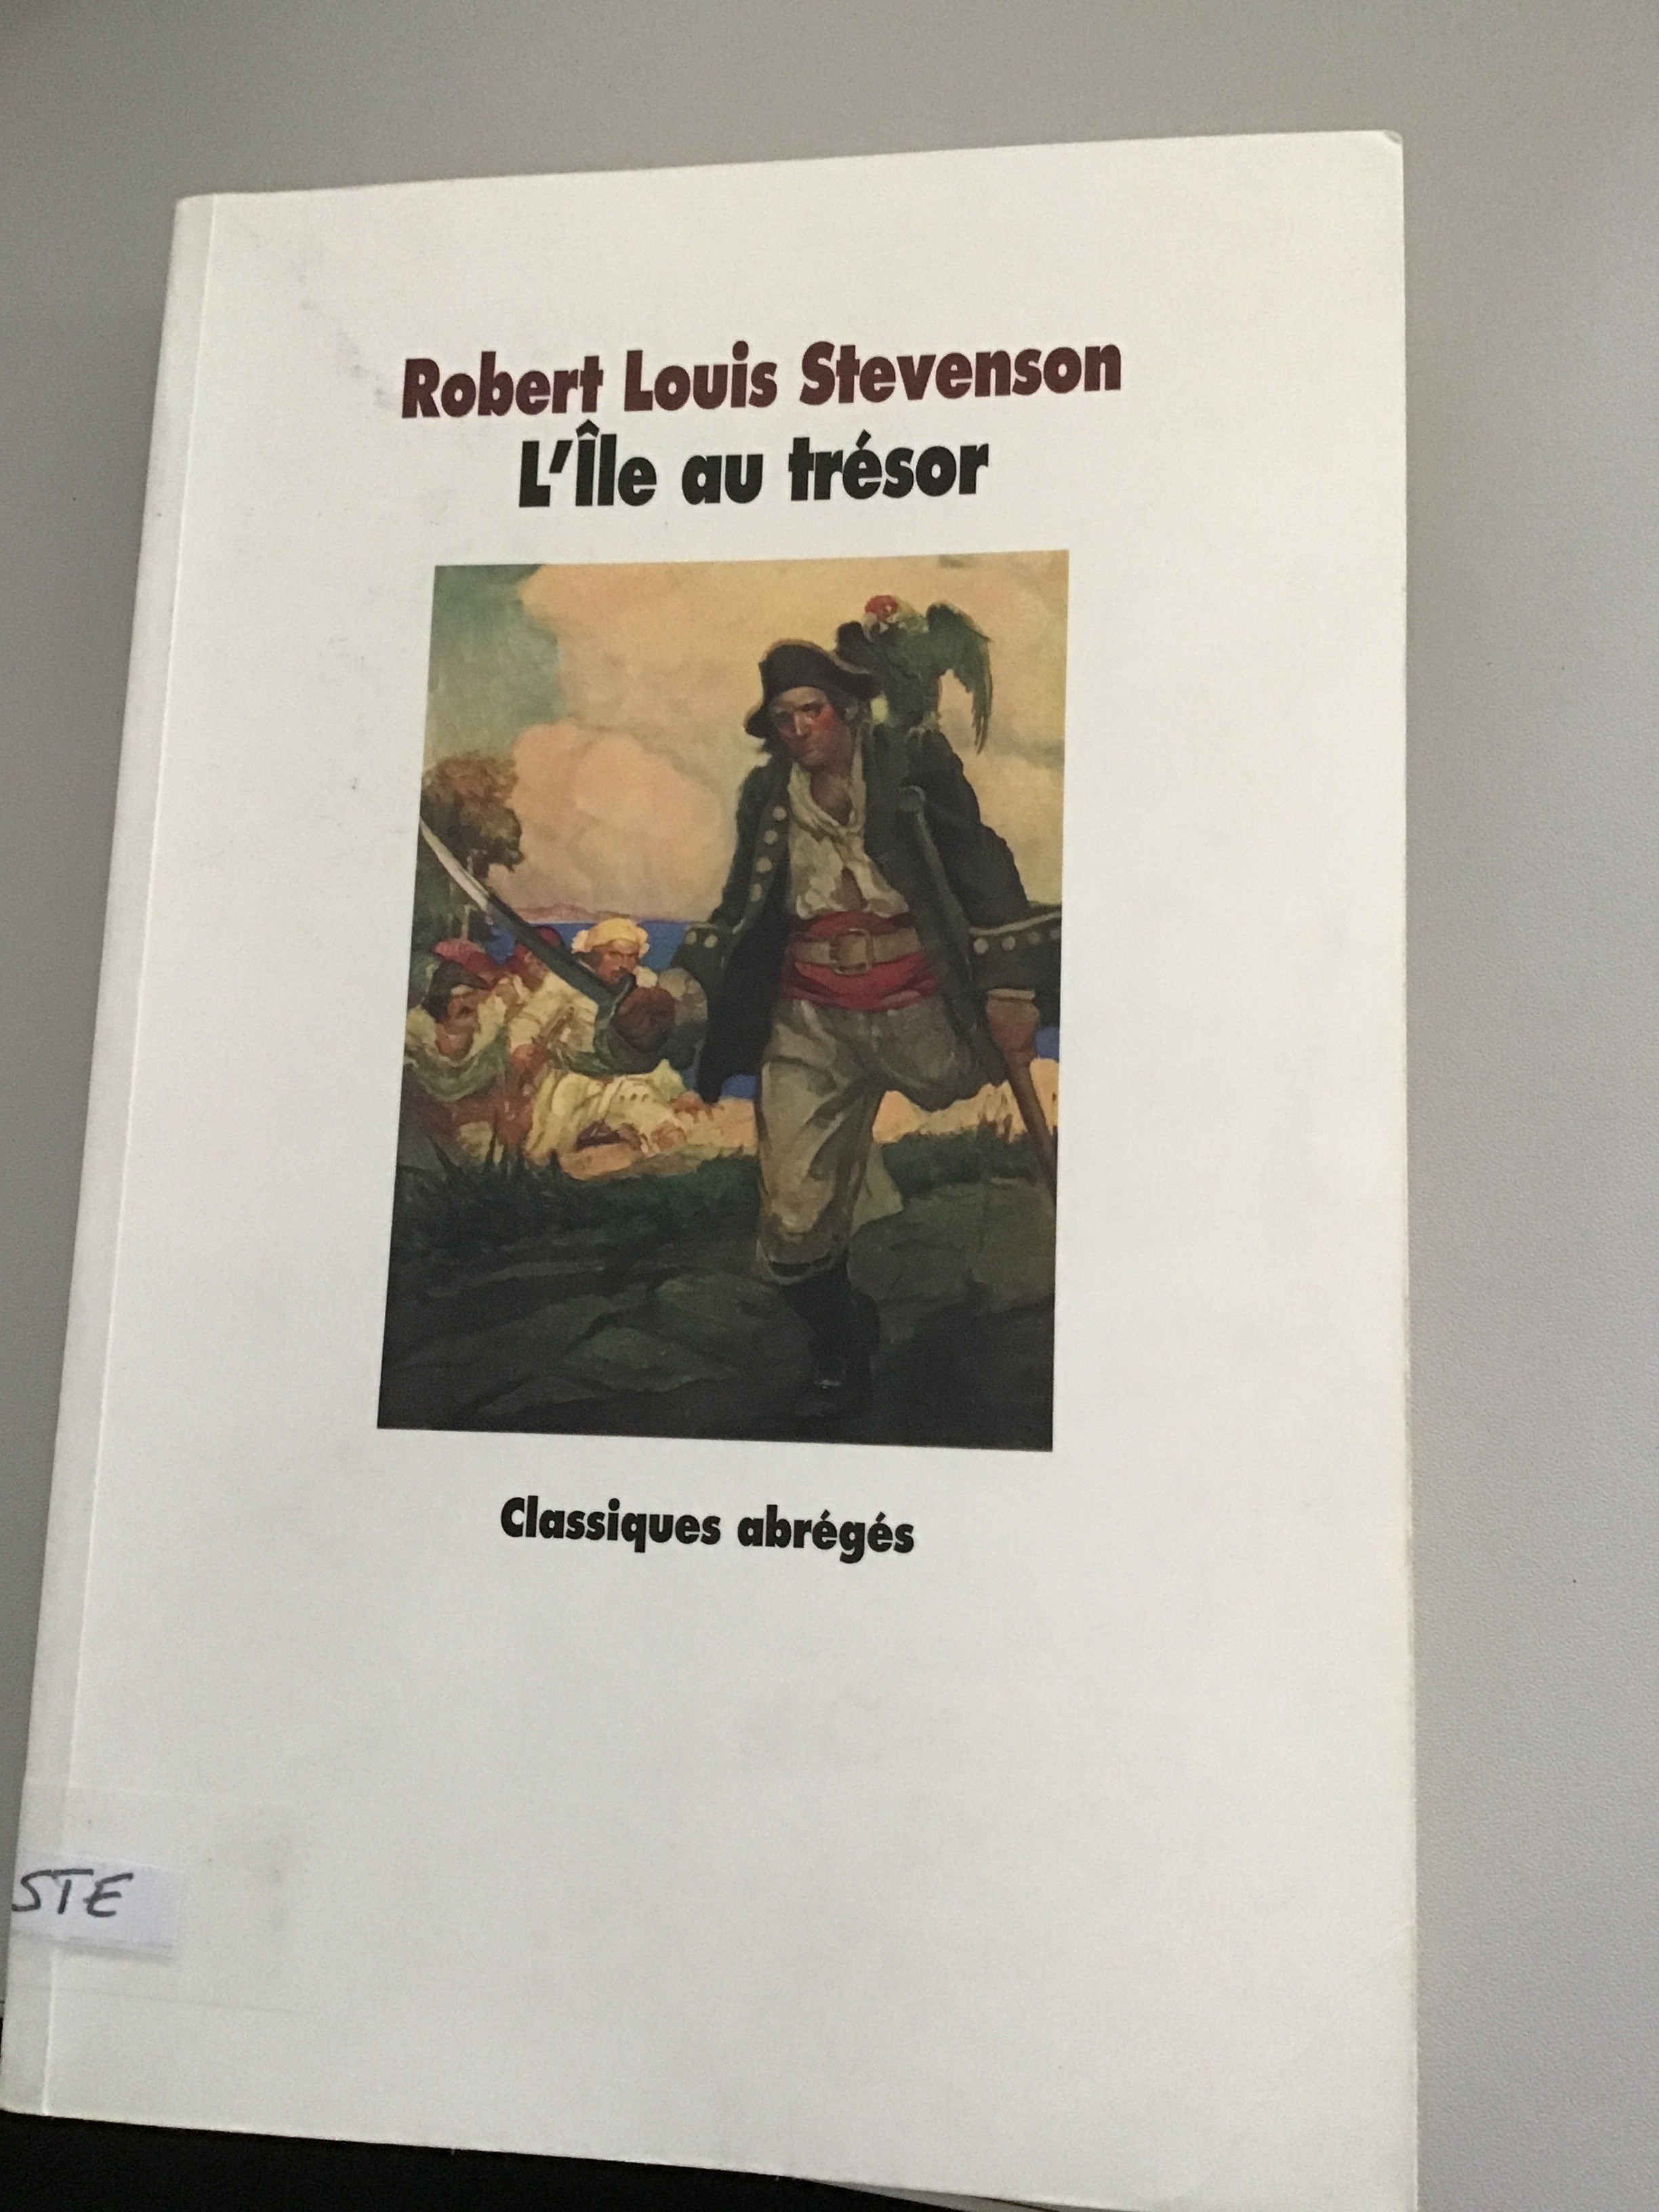 Robert Louis Stevenson
L'Île au trésor
Classiques abrégés
STE